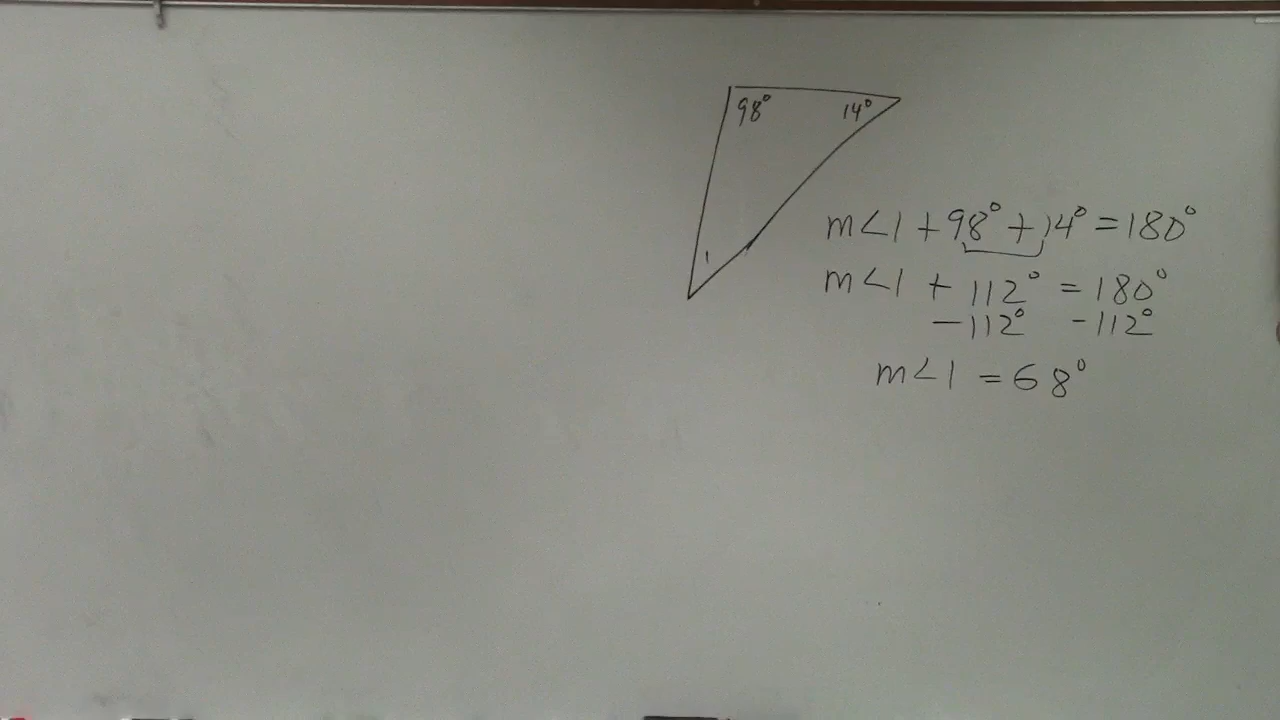 98° 14°
1
m<1 + 98° + 14° = 180°
m<1 + 112° = 180°
-112° -112°
m<1 = 68°